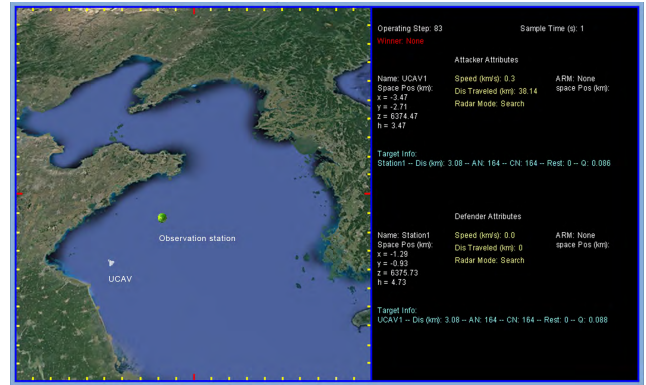 Operating Step: 83 Sample Time (s): 1
Winner: None
Attacker Attributes
Name: UCAV1 Speed (km/s): 0.3 ARM: None
Space Pos (km): Dis Traveled (km): 38.14 space Pos (km):
x = -3.47 Radar Mode: Search
y = -2.71
z = 6374.47
h = 3.47
Target Info:
Station1 -- Dis (km): 3.08 -- AN: 164 -- CN: 164 -- Rest: 0 -- Q: 0.086
Defender Attributes
Name: Station1 Speed (km/s): 0.0 ARM: None
Space Pos (km): Dis Traveled (km): 0 space Pos (km):
x = -1.29 Radar Mode: Search
y = -0.93
z = 6375.73
h = 4.73
Target Info:
UCAV1 -- Dis (km): 3.08 -- AN: 164 -- CN: 164 -- Rest: 0 -- Q: 0.088
Observation station
UCAV